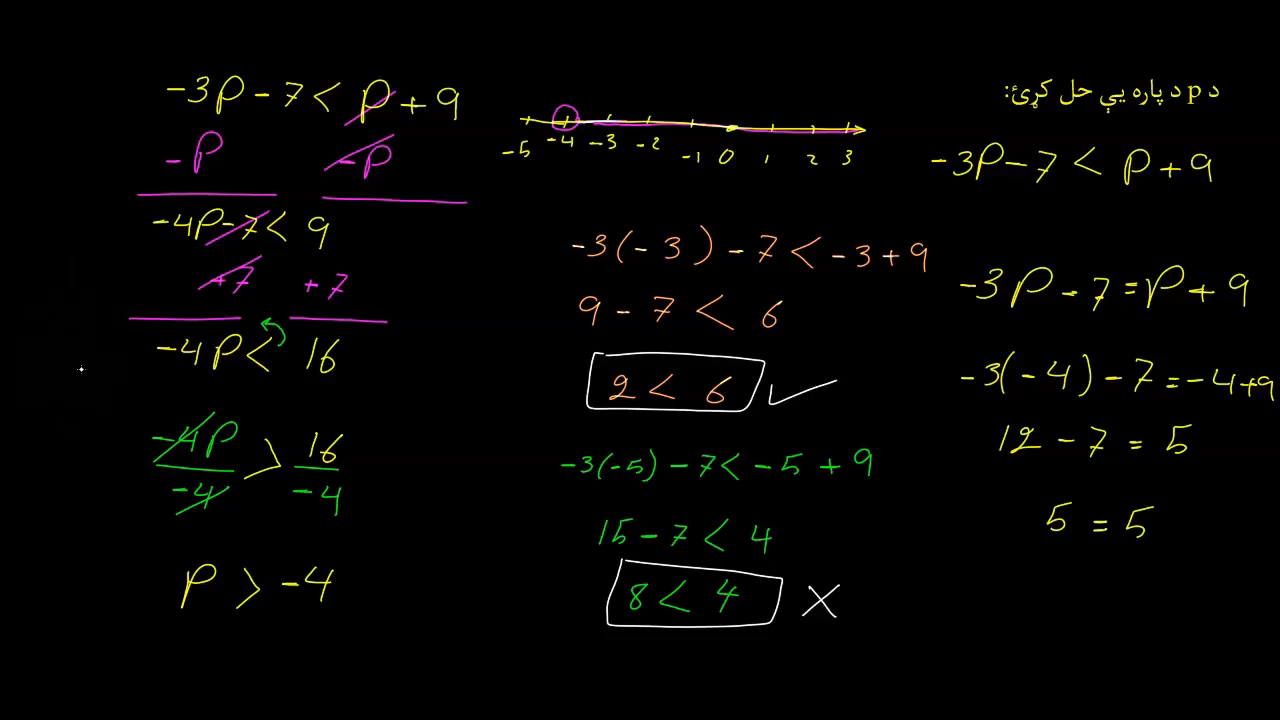 د p د پاره یې حل کړئ:
-3P-7 < P+9
-3P-7 = P+9
-3(-4)-7 = -4+9
12-7 = 5
5 = 5
-3P-7 < P+9
-P -P
-4P-7 < 9
+7 +7
-4P < 16
-4P/-4 > 16/-4
P > -4
-5 -4 -3 -2 -1 0 1 2 3
-3(-3)-7 < -3+9
9-7 < 6
2 < 6 ✓
-3(-5)-7 < -5+9
15-7 < 4
8 < 4 X